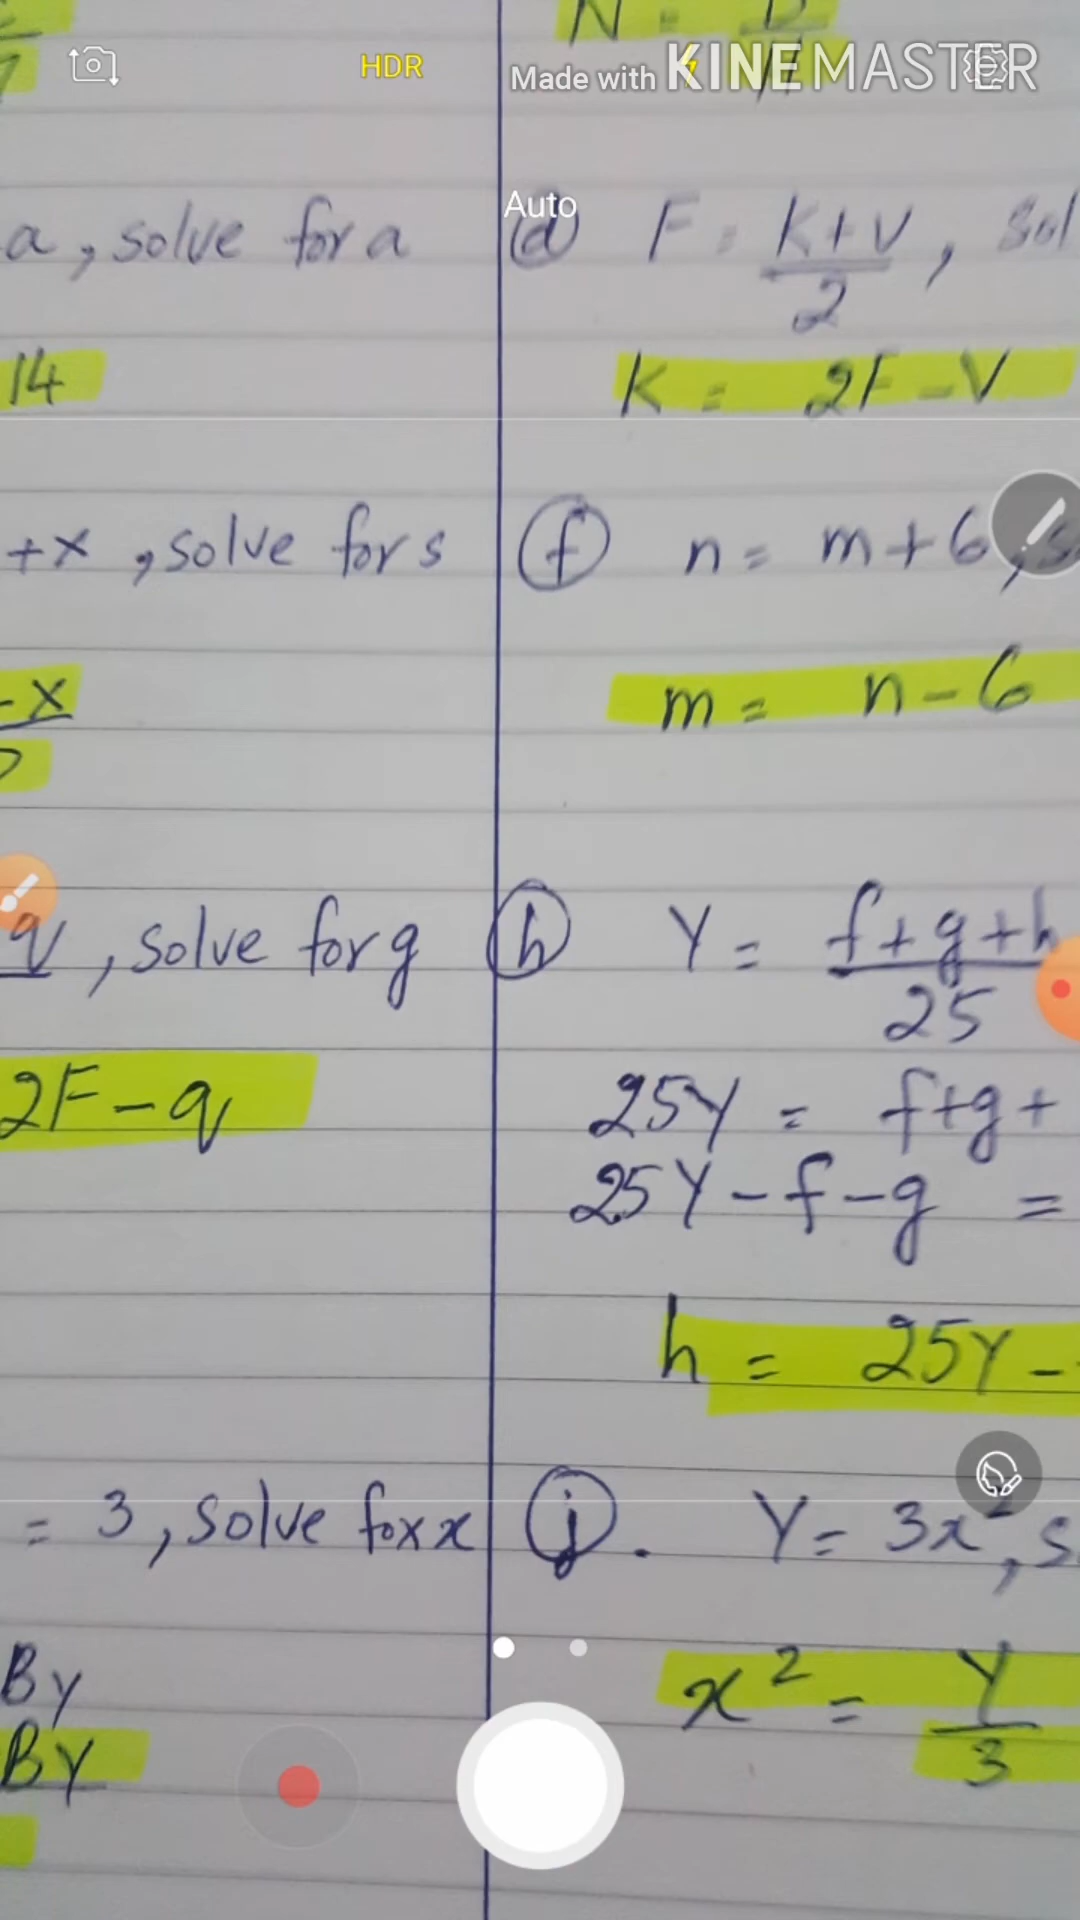 HDR
Made with KINEMASTER
Auto
a, solve for a
(d) F = K+V, Sol
2
14
K = 2F - V
+x, solve for s
(f) n = m+6, s
-x
m = n-6
q, solve for g
(h) Y = f+g+h
25
2F-q
25Y = f+g+
25Y-f-g =
h = 25Y -
= 3, solve foxx
(j). Y = 3x², s
By
x² = Y
3
By